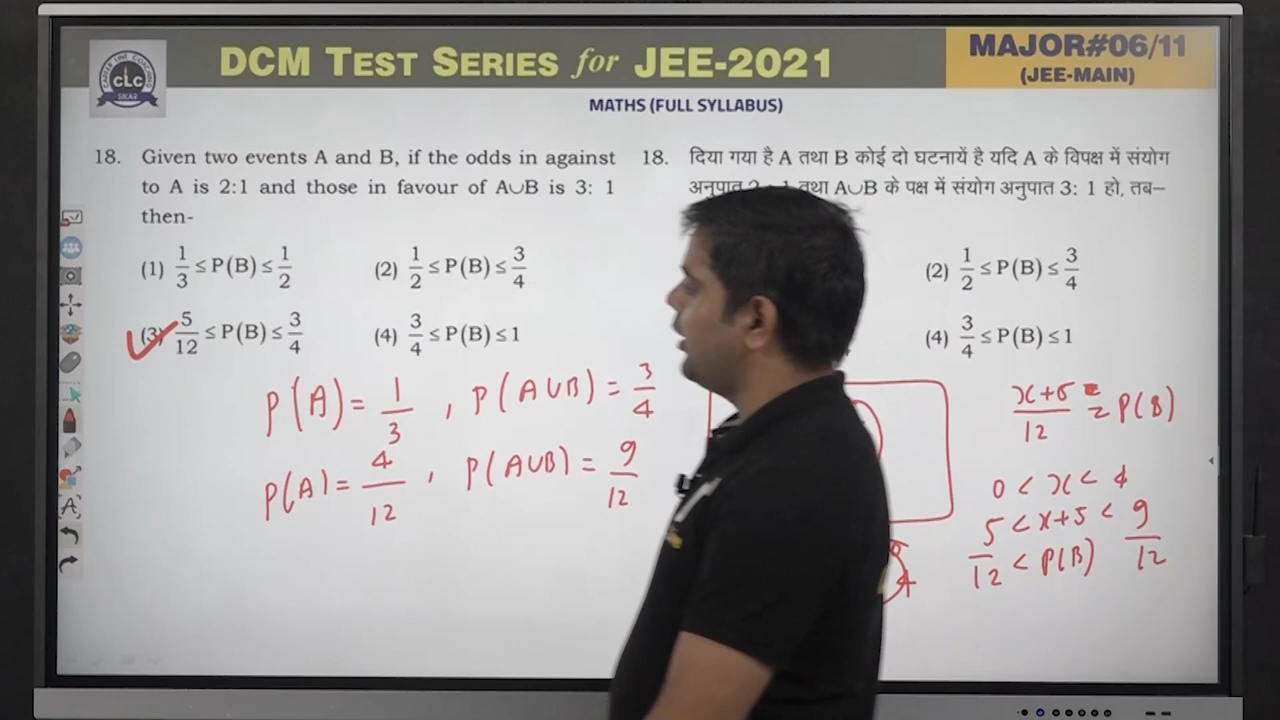 CAREER LINE COACHING
CLC
SIKAR
DCM TEST SERIES for JEE-2021
MAJOR#06/11
(JEE-MAIN)
MATHS (FULL SYLLABUS)
18. Given two events A and B, if the odds in against
to A is 2:1 and those in favour of A∪B is 3: 1
then-
(1) 1/3 ≤ P(B) ≤ 1/2 (2) 1/2 ≤ P(B) ≤ 3/4
(3) 5/12 ≤ P(B) ≤ 3/4 (4) 3/4 ≤ P(B) ≤ 1
P(A) = 1/3 , P(A∪B) = 3/4
P(A) = 4/12 , P(A∪B) = 9/12
18. दिया गया है A तथा B कोई दो घटनायें है यदि A के विपक्ष में संयोग
अनुपात तथा A∪B के पक्ष में संयोग अनुपात 3: 1 हो, तब–
(2) 1/2 ≤ P(B) ≤ 3/4
(4) 3/4 ≤ P(B) ≤ 1
x+5/12 = P(B)
0 < x < 4
5 < x+5 < 9
5/12 < P(B) 9/12